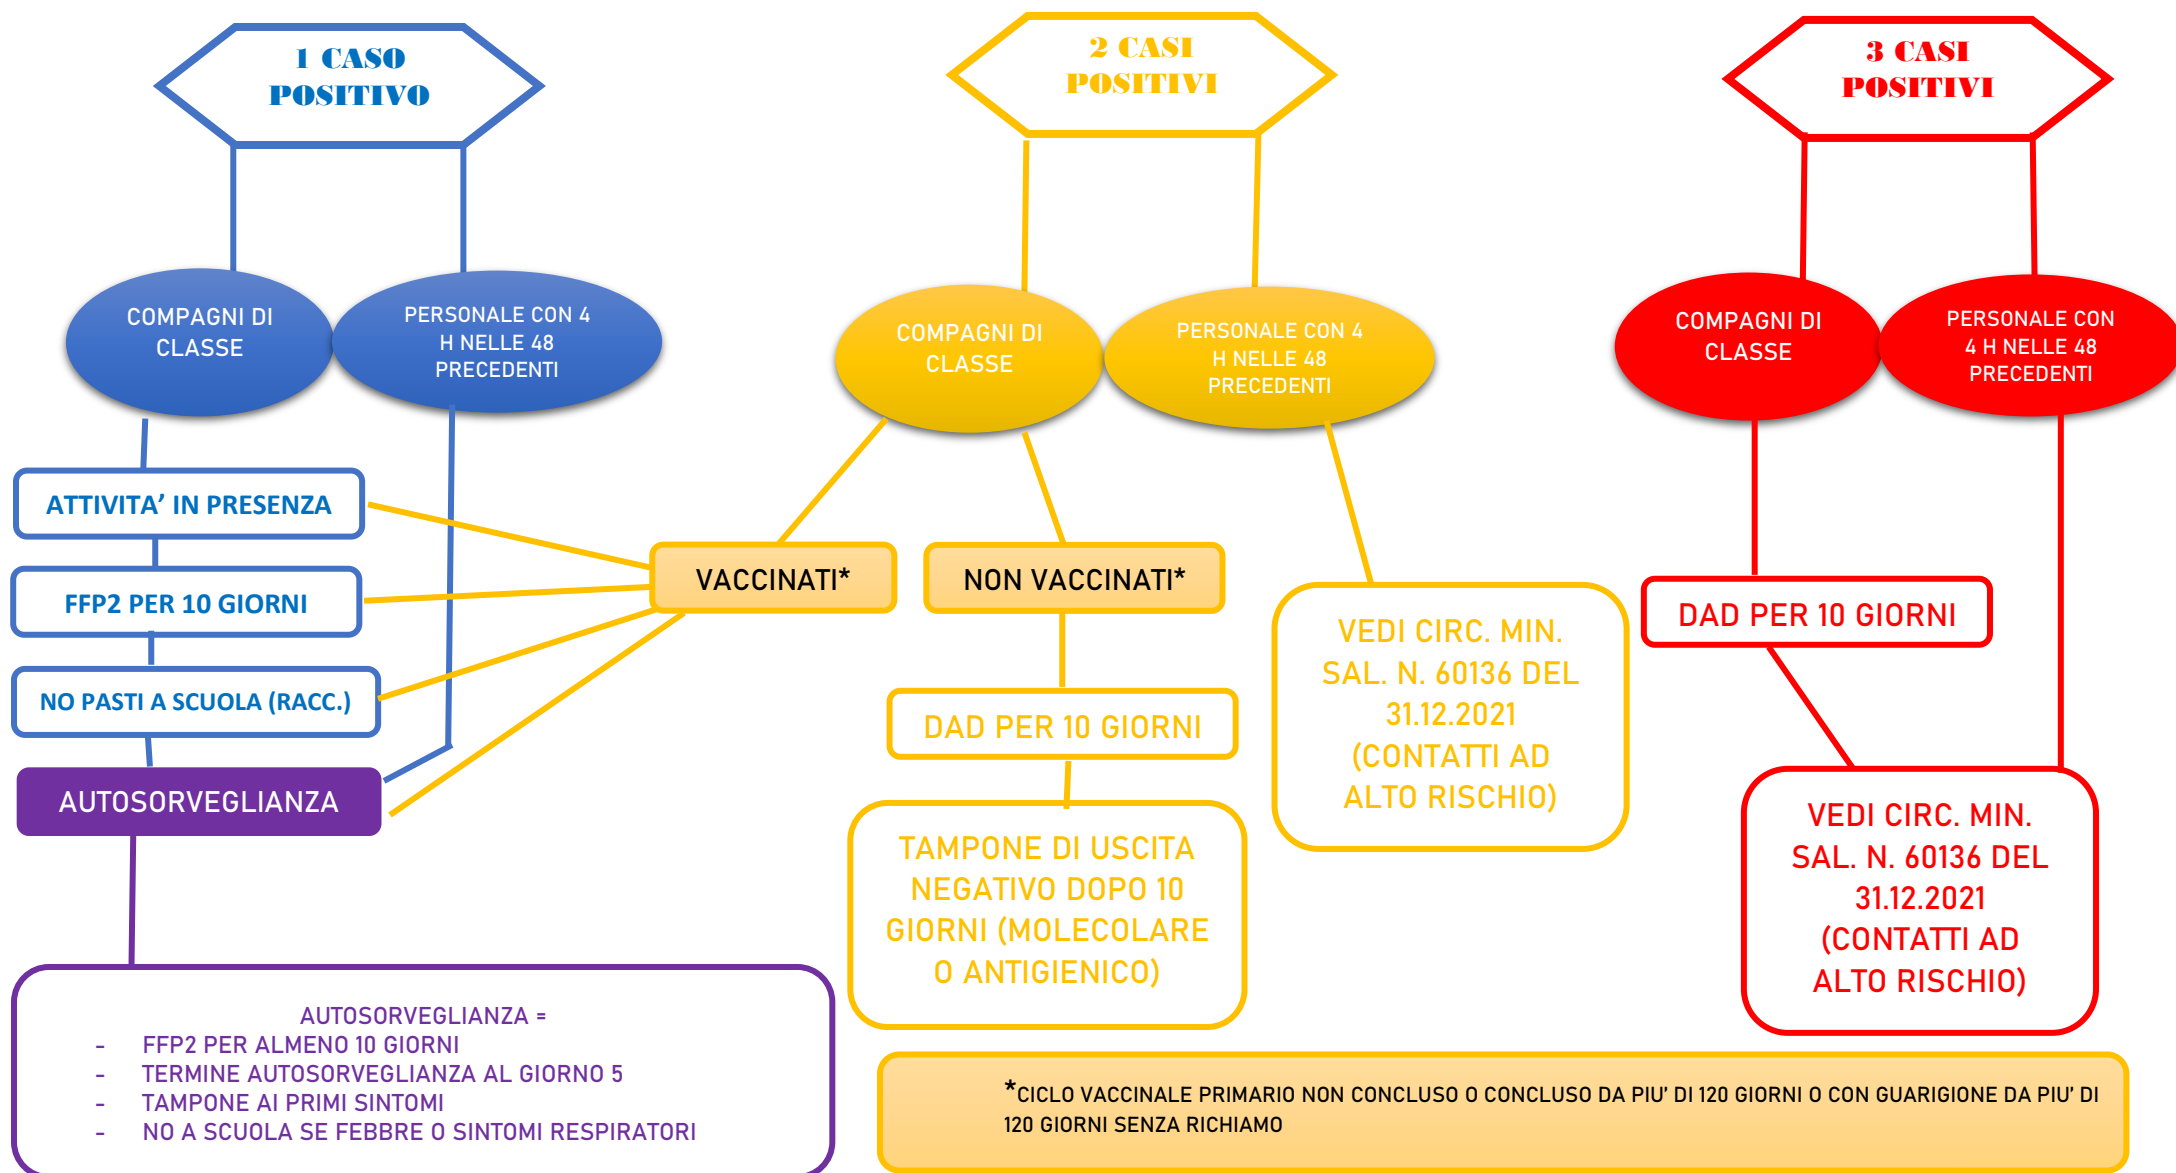 1 CASO
POSITIVO
2 CASI
POSITIVI
3 CASI
POSITIVI
COMPAGNI DI
CLASSE
PERSONALE CON 4
H NELLE 48
PRECEDENTI
COMPAGNI DI
CLASSE
PERSONALE CON 4
H NELLE 48
PRECEDENTI
COMPAGNI DI
CLASSE
PERSONALE CON
4 H NELLE 48
PRECEDENTI
ATTIVITA’ IN PRESENZA
FFP2 PER 10 GIORNI
NO PASTI A SCUOLA (RACC.)
AUTOSORVEGLIANZA
VACCINATI*
NON VACCINATI*
DAD PER 10 GIORNI
TAMPONE DI USCITA
NEGATIVO DOPO 10
GIORNI (MOLECOLARE
O ANTIGIENICO)
VEDI CIRC. MIN.
SAL. N. 60136 DEL
31.12.2021
(CONTATTI AD
ALTO RISCHIO)
DAD PER 10 GIORNI
VEDI CIRC. MIN.
SAL. N. 60136 DEL
31.12.2021
(CONTATTI AD
ALTO RISCHIO)
AUTOSORVEGLIANZA =
- FFP2 PER ALMENO 10 GIORNI
- TERMINE AUTOSORVEGLIANZA AL GIORNO 5
- TAMPONE AI PRIMI SINTOMI
- NO A SCUOLA SE FEBBRE O SINTOMI RESPIRATORI
*CICLO VACCINALE PRIMARIO NON CONCLUSO O CONCLUSO DA PIU’ DI 120 GIORNI O CON GUARIGIONE DA PIU’ DI
120 GIORNI SENZA RICHIAMO